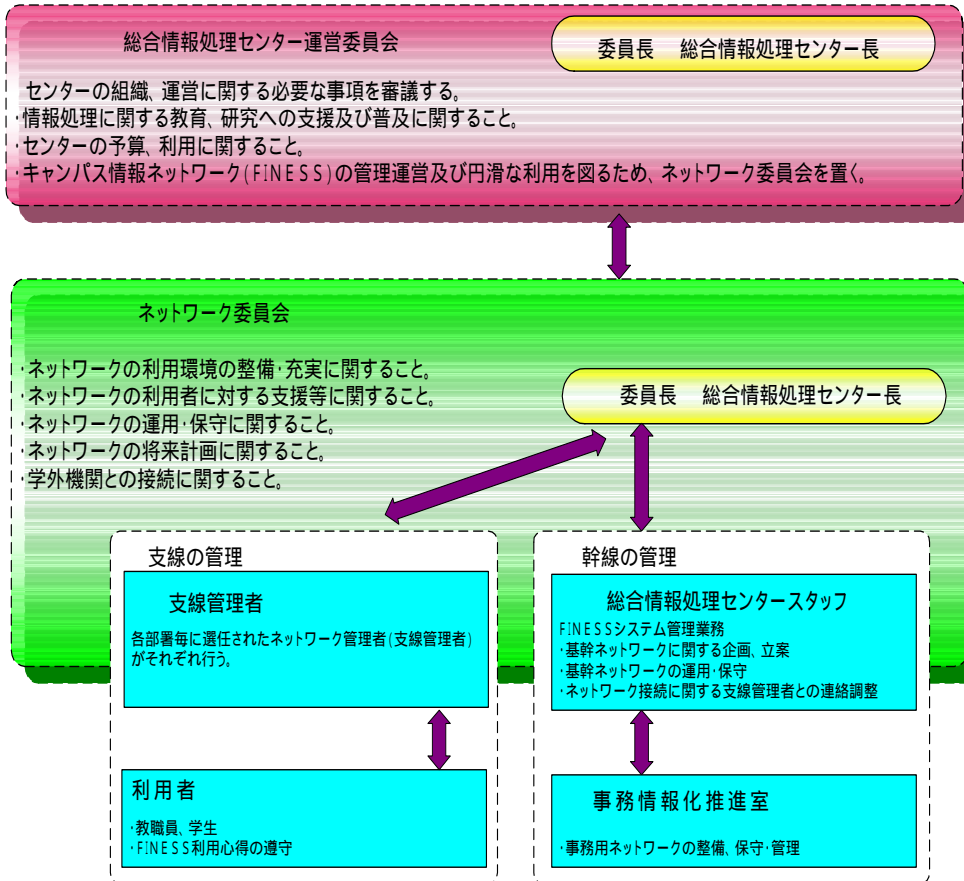 総合情報処理センター運営委員会
委員長 総合情報処理センター長
センターの組織、運営に関する必要な事項を審議する。
・情報処理に関する教育、研究への支援及び普及に関すること。
・センターの予算、利用に関すること。
・キャンパス情報ネットワーク(FINESS)の管理運営及び円滑な利用を図るため、ネットワーク委員会を置く。
ネットワーク委員会
・ネットワークの利用環境の整備・充実に関すること。
・ネットワークの利用者に対する支援等に関すること。
・ネットワークの運用・保守に関すること。
・ネットワークの将来計画に関すること。
・学外機関との接続に関すること。
委員長 総合情報処理センター長
支線の管理
支線管理者
各部署毎に選任されたネットワーク管理者(支線管理者)
がそれぞれ行う。
利用者
・教職員、学生
・FINESS利用心得の遵守
幹線の管理
総合情報処理センタースタッフ
FINESSシステム管理業務
・基幹ネットワークに関する企画、立案
・基幹ネットワークの運用・保守
・ネットワーク接続に関する支線管理者との連絡調整
事務情報化推進室
・事務用ネットワークの整備、保守・管理